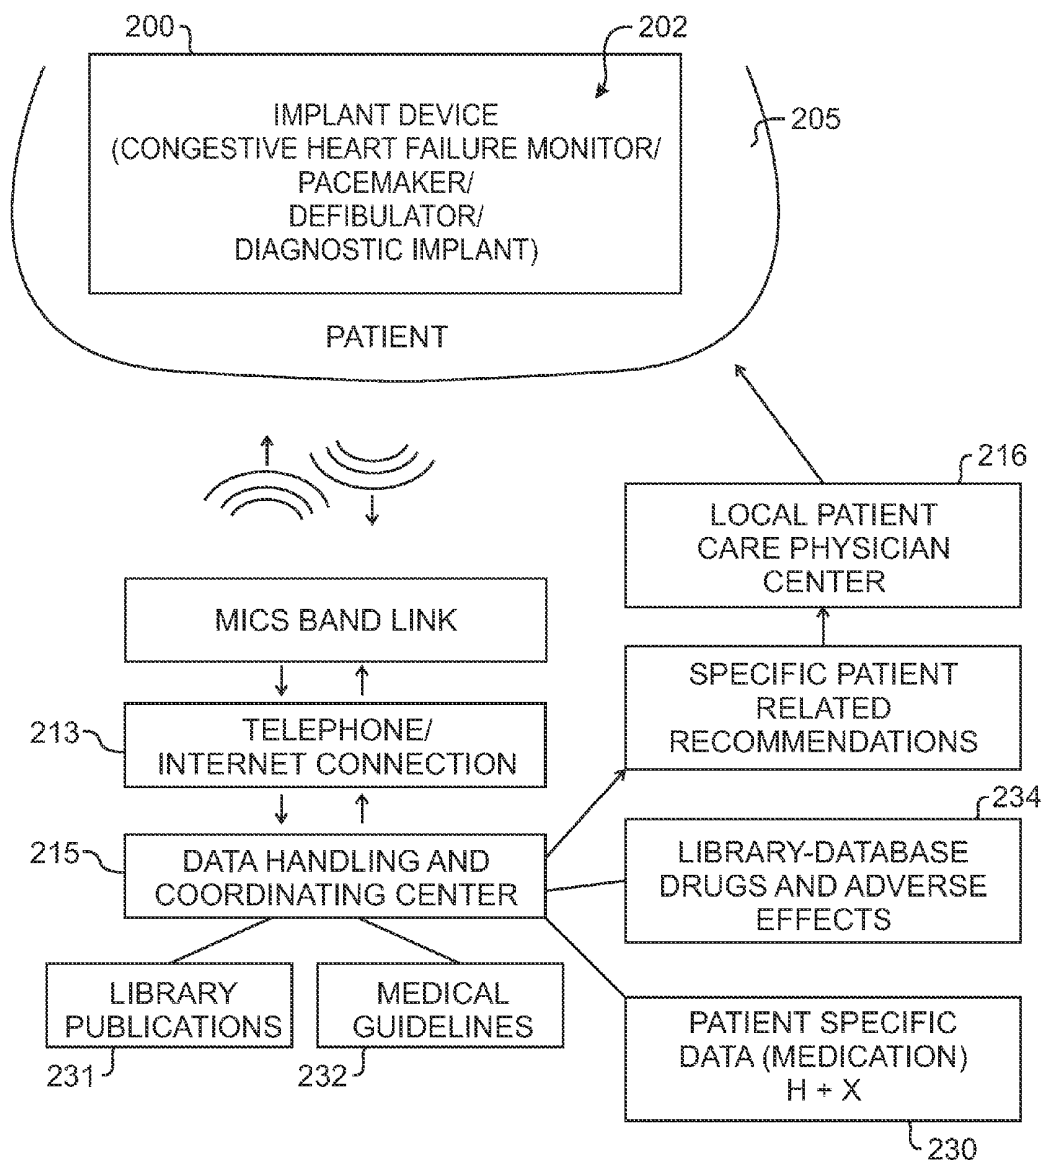 200
202
IMPLANT DEVICE
(CONGESTIVE HEART FAILURE MONITOR/
PACEMAKER/
DEFIBULATOR/
DIAGNOSTIC IMPLANT)
205
PATIENT
216
LOCAL PATIENT
CARE PHYSICIAN
CENTER
MICS BAND LINK
SPECIFIC PATIENT
RELATED
RECOMMENDATIONS
213
TELEPHONE/
INTERNET CONNECTION
234
LIBRARY-DATABASE
DRUGS AND ADVERSE
EFFECTS
215
DATA HANDLING AND
COORDINATING CENTER
LIBRARY
PUBLICATIONS
231
MEDICAL
GUIDELINES
232
PATIENT SPECIFIC
DATA (MEDICATION)
H + X
230